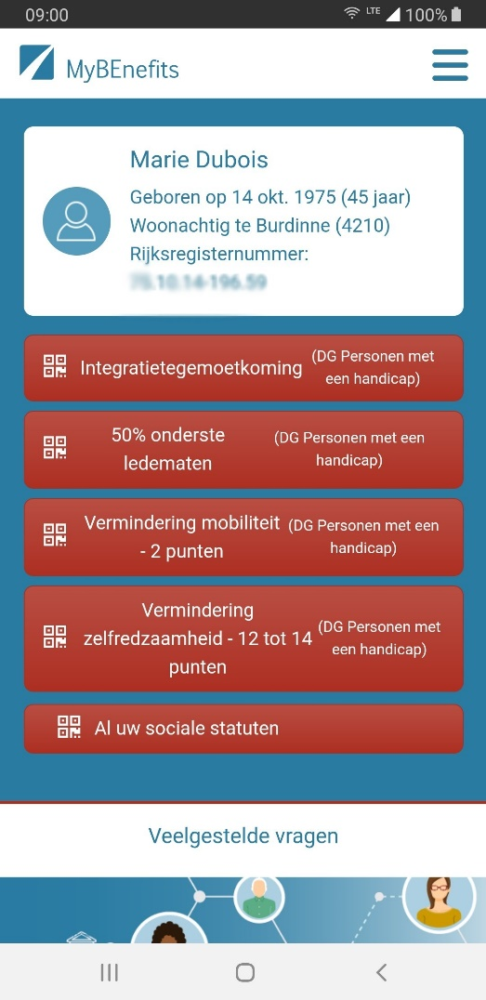 09:00
LTE
100%
MyBEnefits
Marie Dubois
Geboren op 14 okt. 1975 (45 jaar)
Woonachtig te Burdinne (4210)
Rijksregisternummer:
Integratietegemoetkoming
(DG Personen met
een handicap)
50% onderste
ledematen
(DG Personen met een
handicap)
Vermindering mobiliteit
- 2 punten
(DG Personen met een
handicap)
Vermindering
zelfredzaamheid - 12 tot 14
punten
(DG Personen met
een handicap)
Al uw sociale statuten
Veelgestelde vragen